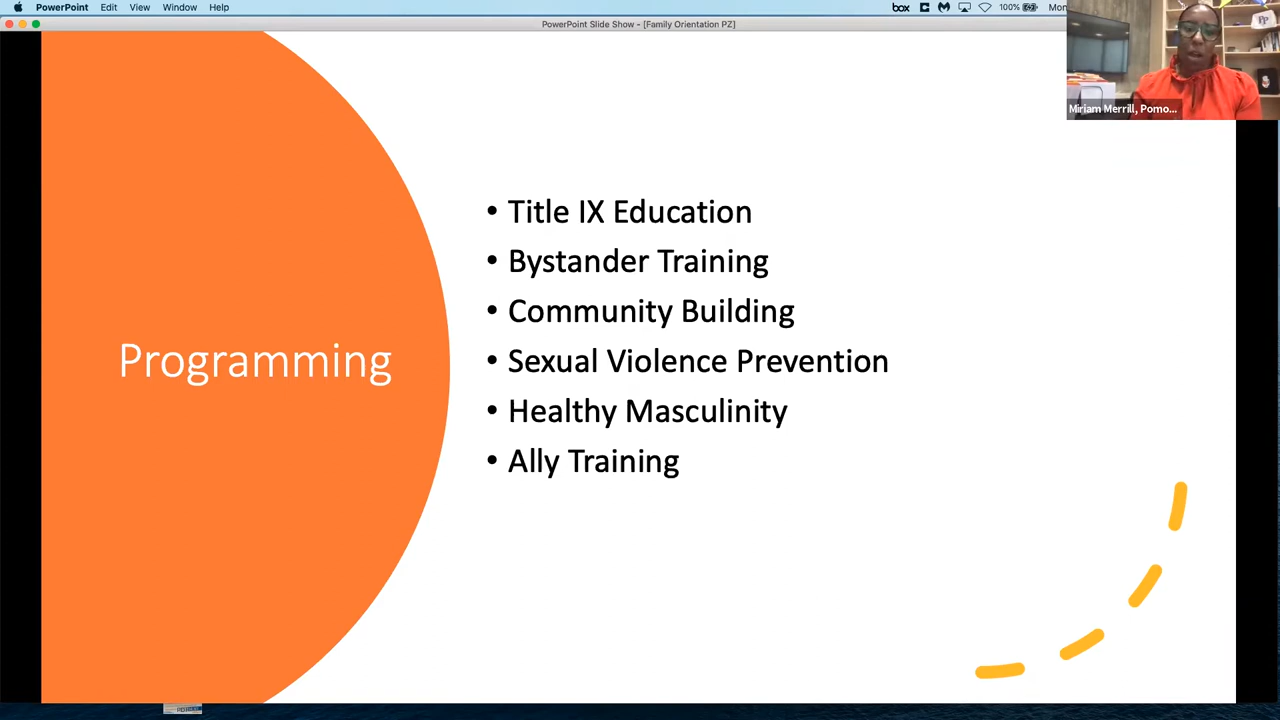 PowerPoint Edit View Window Help
box 100% Mon
PowerPoint Slide Show - [Family Orientation PZ]
Miriam Merrill, Pomo...
Programming
• Title IX Education
• Bystander Training
• Community Building
• Sexual Violence Prevention
• Healthy Masculinity
• Ally Training